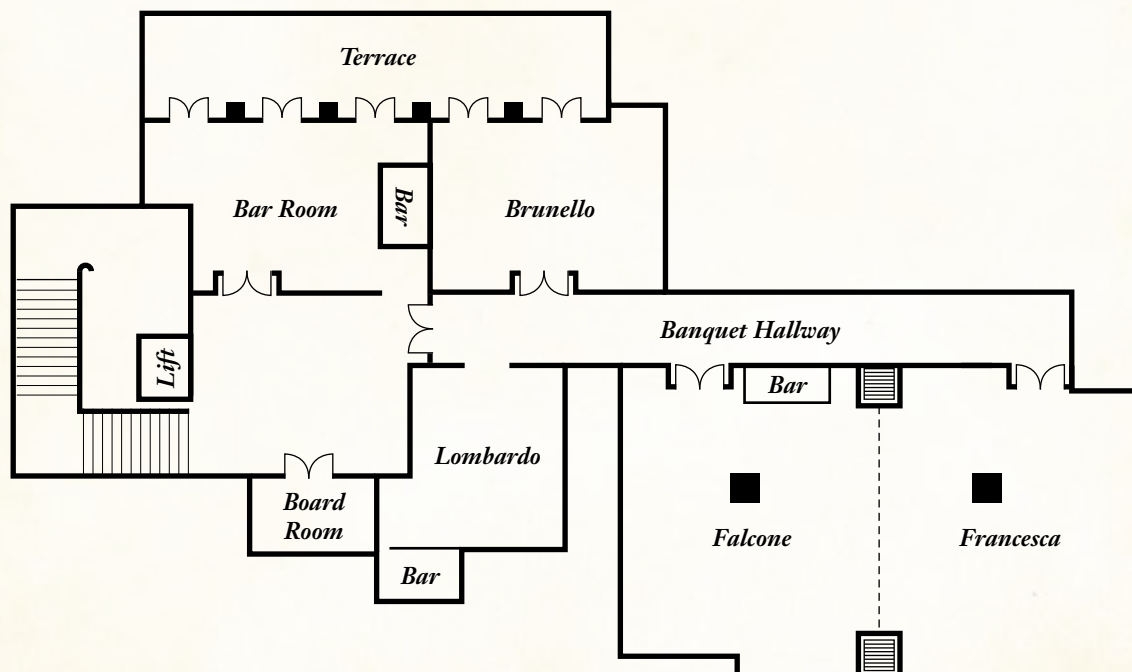 Terrace
Bar Room
Bar
Brunello
Banquet Hallway
Lift
Bar
Lombardo
Board
Room
Falcone
Francesca
Bar